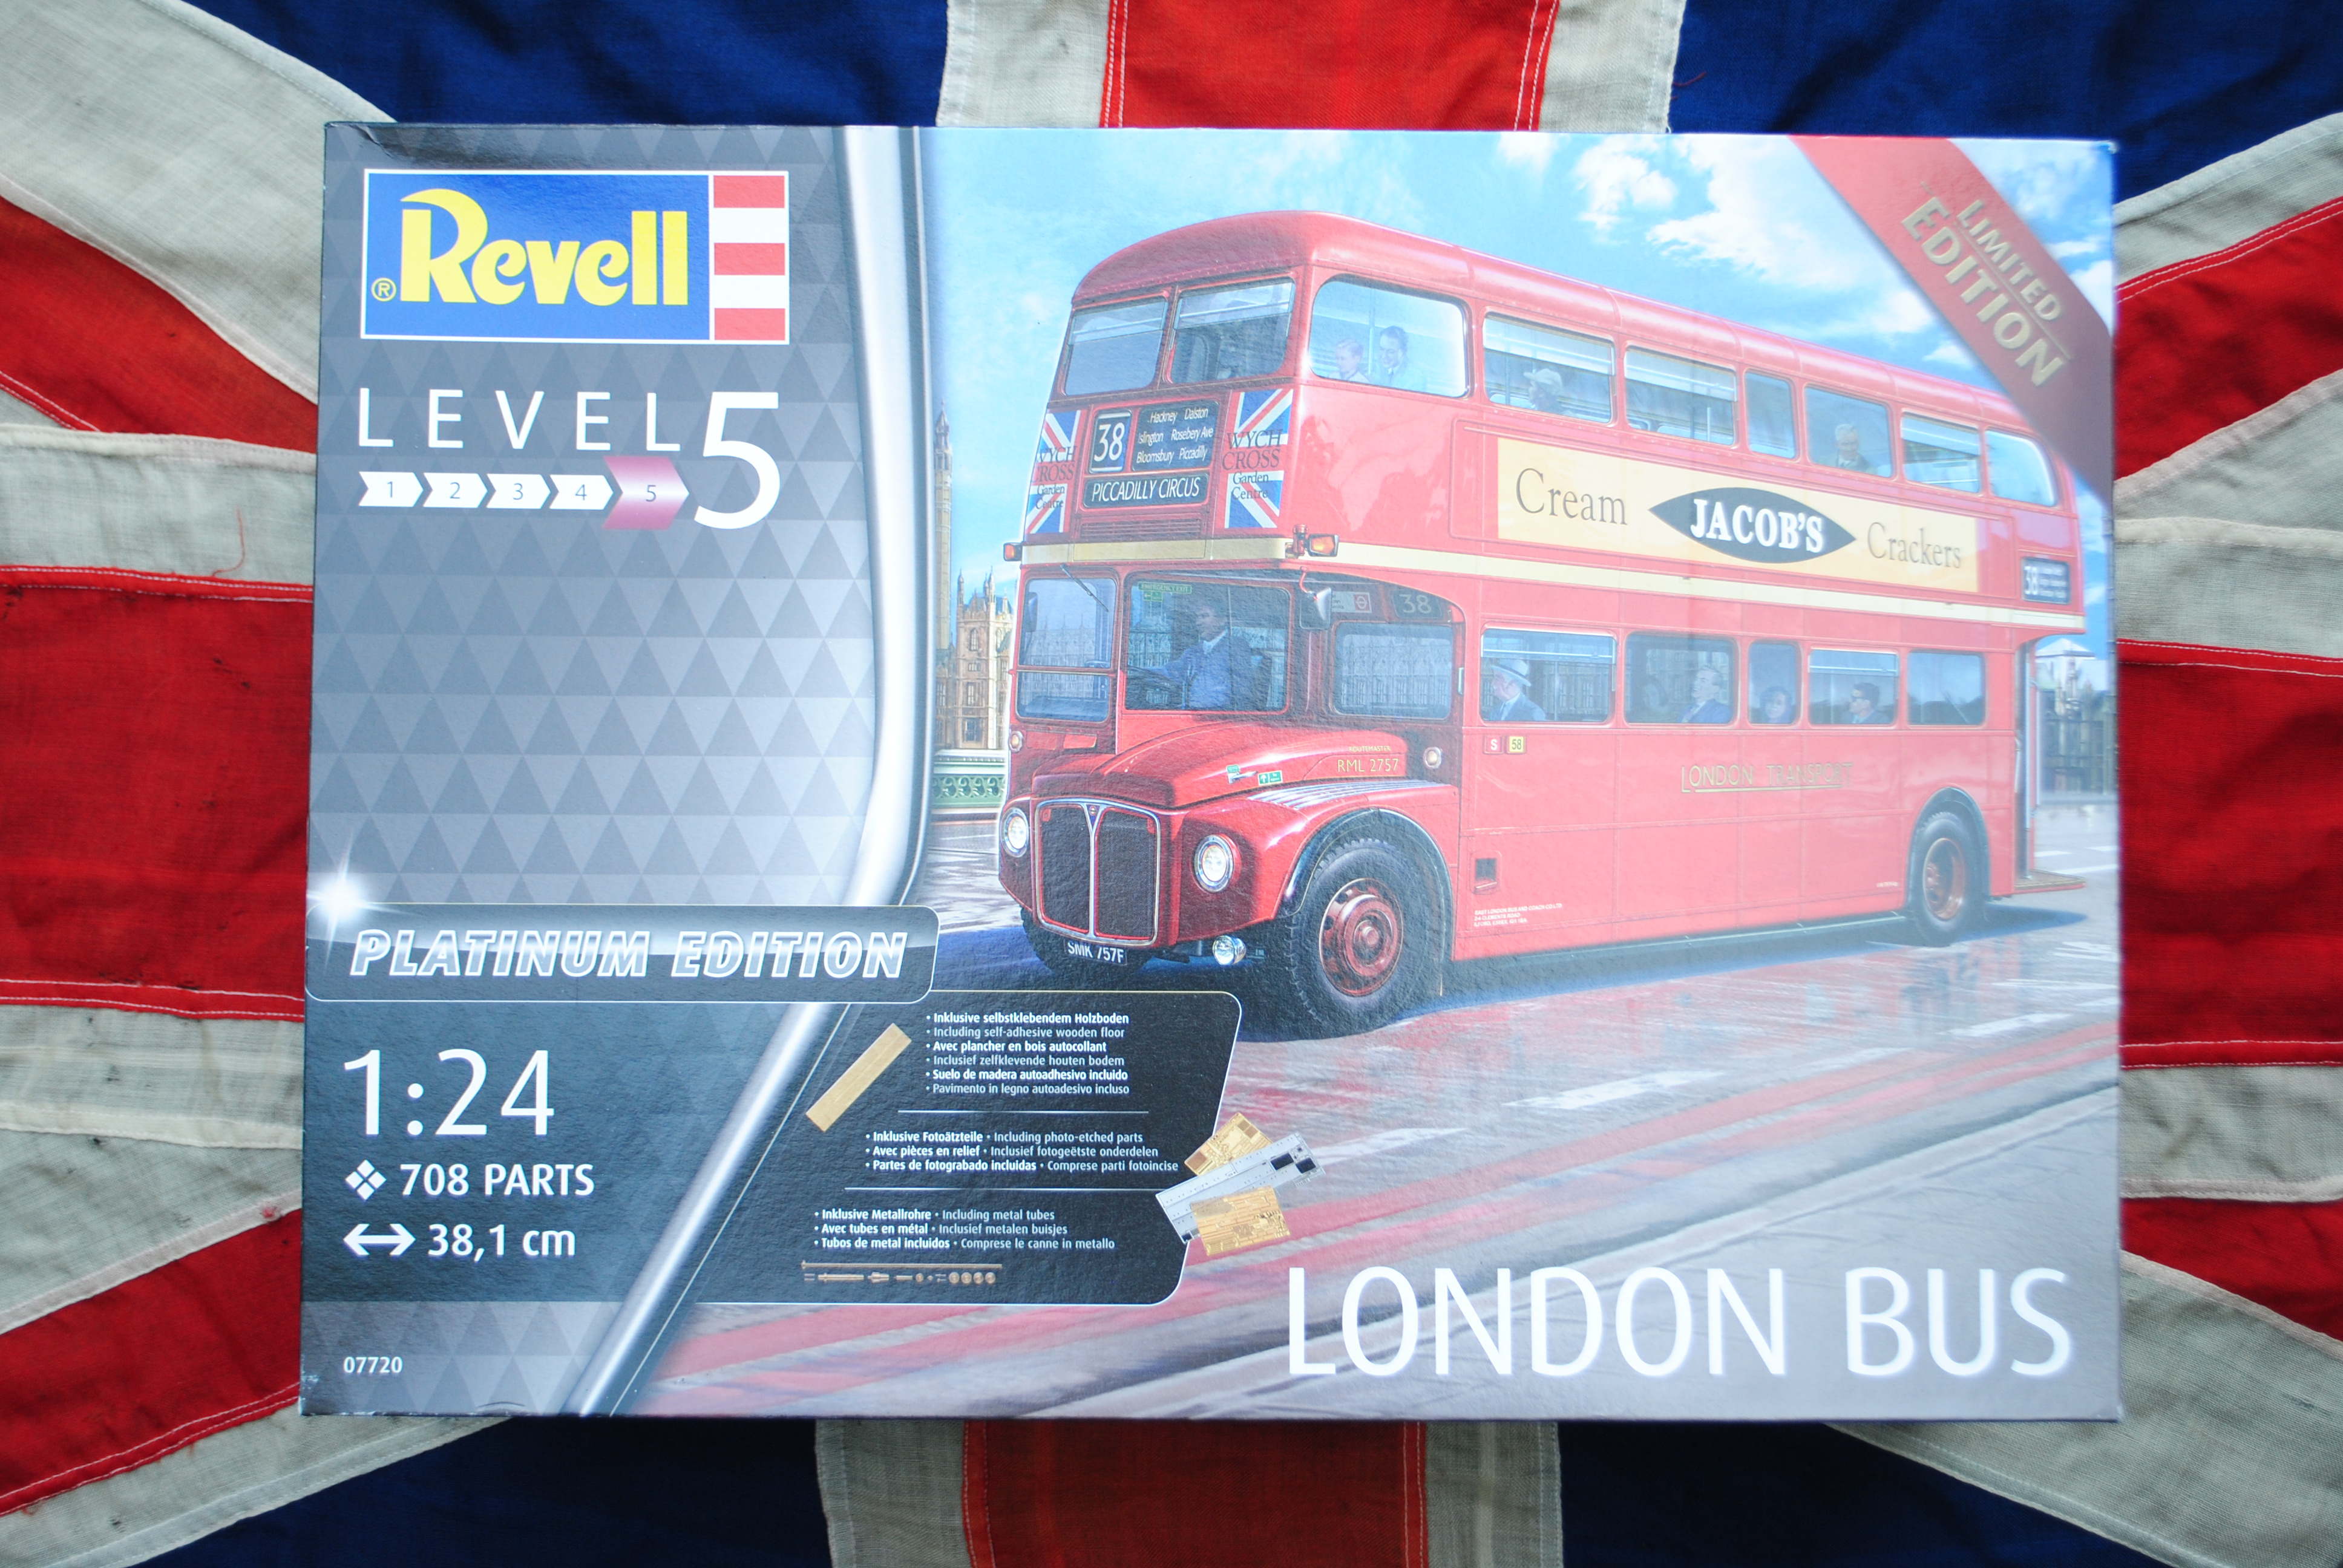 LIMITED
EDITION
® Revell
LEVEL 5
1 2 3 4 5
38
Hackney Dalston
Islington Rosebery Ave
Bloomsbury Piccadilly
PICCADILLY CIRCUS
WYCH
CROSS
Garden
Centre
Cream JACOB'S Crackers
38
38
EMERGENCY EXIT
S 58
ROUTEMASTER
RML 2757
LONDON TRANSPORT
SMK 757F
PLATINUM EDITION
1:24
708 PARTS
38,1 cm
07720
• Inklusive selbstklebendem Holzboden
• Including self-adhesive wooden floor
• Avec plancher en bois autocollant
• Inclusief zelfklevende houten bodem
• Suelo de madera autoadhesivo incluido
• Pavimento in legno autoadesivo incluso
• Inklusive Fotoätzteile • Including photo-etched parts
• Avec pièces en relief • Inclusief fotogeëtste onderdelen
• Partes de fotograbado incluidas • Comprese parti fotoincise
• Inklusive Metallrohre • Including metal tubes
• Avec tubes en métal • Inclusief metalen buisjes
• Tubos de metal incluidos • Comprese le canne in metallo
LONDON BUS